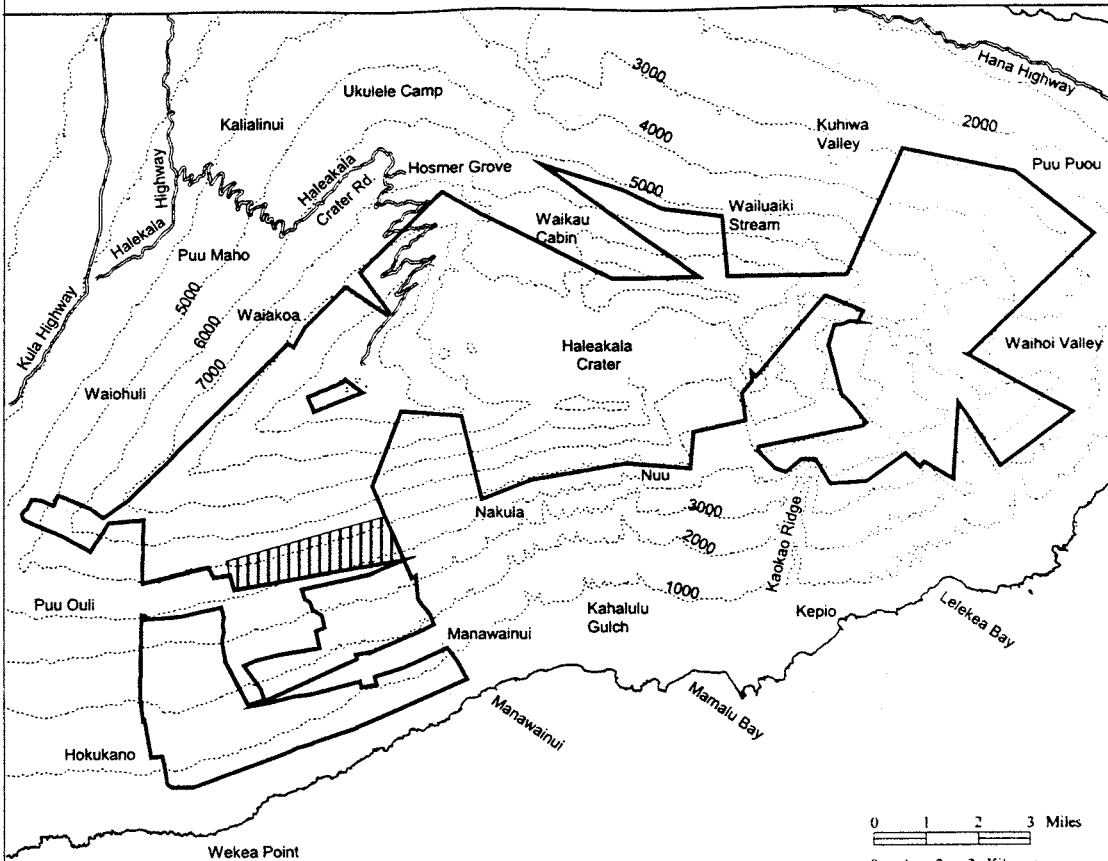 Hana Highway
3000
Ukulele Camp
Kalialinui
4000
Kuhiwa
Valley
2000
Puu Puou
Haleakala
Crater Rd.
Hosmer Grove
5000
Highway
Halekala
Waikau
Cabin
Wailuaiki
Stream
Puu Maho
5000
6000
7000
Kula Highway
Waiakoa
Haleakala
Crater
Waihoi Valley
Waiohuli
Nuu
Nakula
3000
2000
1000
Kaokao Ridge
Puu Ouli
Kahalulu
Gulch
Kepio
Lelekea Bay
Manawainui
Manawainui
Mamalu Bay
Hokukano
Wekea Point
0 1 2 3 Miles